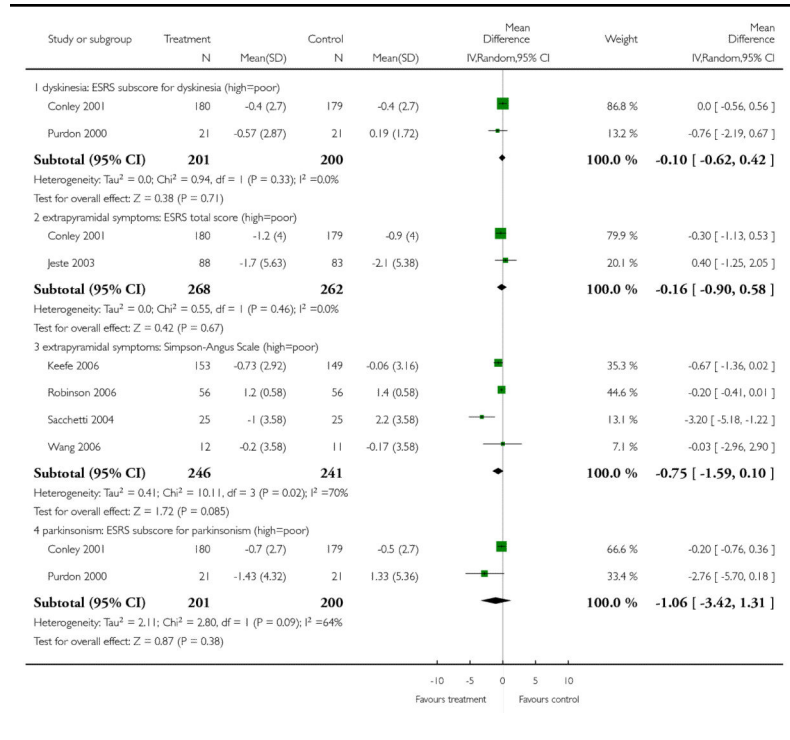 Mean Mean
Study or subgroup Treatment Control Difference Weight Difference
N Mean(SD) N Mean(SD) IV,Random,95% CI IV,Random,95% CI
1 dyskinesia: ESRS subscore for dyskinesia (high=poor)
Conley 2001 180 -0.4 (2.7) 179 -0.4 (2.7) 86.8 % 0.0 [ -0.56, 0.56 ]
Purdon 2000 21 -0.57 (2.87) 21 0.19 (1.72) 13.2 % -0.76 [ -2.19, 0.67 ]
Subtotal (95% CI) 201 200 100.0 % -0.10 [ -0.62, 0.42 ]
Heterogeneity: Tau² = 0.0; Chi² = 0.94, df = 1 (P = 0.33); I² =0.0%
Test for overall effect: Z = 0.38 (P = 0.71)
2 extrapyramidal symptoms: ESRS total score (high=poor)
Conley 2001 180 -1.2 (4) 179 -0.9 (4) 79.9 % -0.30 [ -1.13, 0.53 ]
Jeste 2003 88 -1.7 (5.63) 83 -2.1 (5.38) 20.1 % 0.40 [ -1.25, 2.05 ]
Subtotal (95% CI) 268 262 100.0 % -0.16 [ -0.90, 0.58 ]
Heterogeneity: Tau² = 0.0; Chi² = 0.55, df = 1 (P = 0.46); I² =0.0%
Test for overall effect: Z = 0.42 (P = 0.67)
3 extrapyramidal symptoms: Simpson-Angus Scale (high=poor)
Keefe 2006 153 -0.73 (2.92) 149 -0.06 (3.16) 35.3 % -0.67 [ -1.36, 0.02 ]
Robinson 2006 56 1.2 (0.58) 56 1.4 (0.58) 44.6 % -0.20 [ -0.41, 0.01 ]
Sacchetti 2004 25 -1 (3.58) 25 2.2 (3.58) 13.1 % -3.20 [ -5.18, -1.22 ]
Wang 2006 12 -0.2 (3.58) 11 -0.17 (3.58) 7.1 % -0.03 [ -2.96, 2.90 ]
Subtotal (95% CI) 246 241 100.0 % -0.75 [ -1.59, 0.10 ]
Heterogeneity: Tau² = 0.41; Chi² = 10.11, df = 3 (P = 0.02); I² =70%
Test for overall effect: Z = 1.72 (P = 0.085)
4 parkinsonism: ESRS subscore for parkinsonism (high=poor)
Conley 2001 180 -0.7 (2.7) 179 -0.5 (2.7) 66.6 % -0.20 [ -0.76, 0.36 ]
Purdon 2000 21 -1.43 (4.32) 21 1.33 (5.36) 33.4 % -2.76 [ -5.70, 0.18 ]
Subtotal (95% CI) 201 200 100.0 % -1.06 [ -3.42, 1.31 ]
Heterogeneity: Tau² = 2.11; Chi² = 2.80, df = 1 (P = 0.09); I² =64%
Test for overall effect: Z = 0.87 (P = 0.38)
-10 -5 0 5 10
Favours treatment Favours control